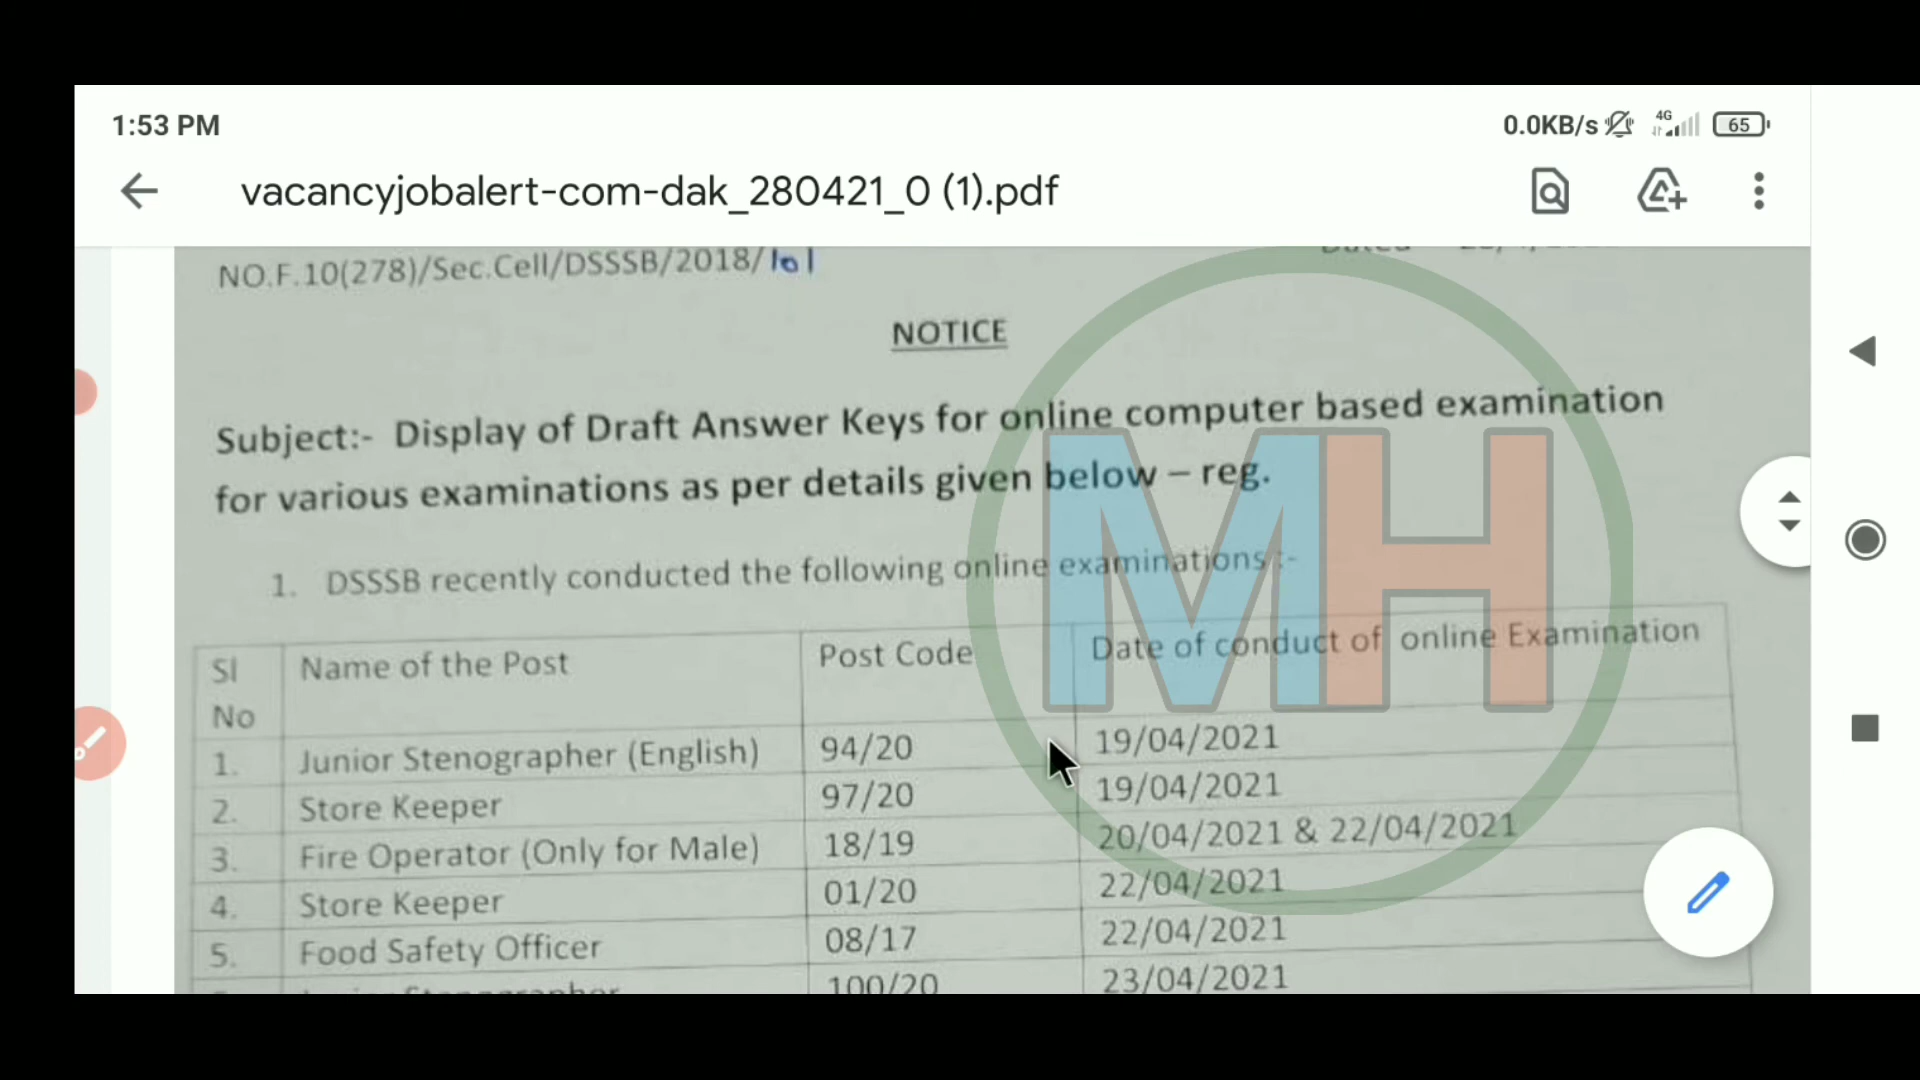 1:53 PM
0.0KB/s 4G 65
vacancyjobalert-com-dak_280421_0 (1).pdf
NO.F.10(278)/Sec.Cell/DSSSB/2018/101
NOTICE
Subject:- Display of Draft Answer Keys for online computer based examination
for various examinations as per details given below – reg.
1. DSSSB recently conducted the following online examinations :-
Sl No Name of the Post Post Code Date of conduct of online Examination
1. Junior Stenographer (English) 94/20 19/04/2021
2. Store Keeper 97/20 19/04/2021
3. Fire Operator (Only for Male) 18/19 20/04/2021 & 22/04/2021
4. Store Keeper 01/20 22/04/2021
5. Food Safety Officer 08/17 22/04/2021
100/20 23/04/2021
MH